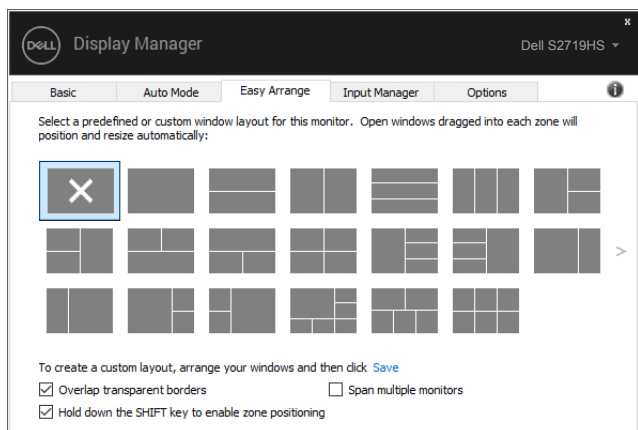 x
DELL Display Manager Dell S2719HS
Basic Auto Mode Easy Arrange Input Manager Options
Select a predefined or custom window layout for this monitor. Open windows dragged into each zone will
position and resize automatically:
>
To create a custom layout, arrange your windows and then click Save
Overlap transparent borders Span multiple monitors
Hold down the SHIFT key to enable zone positioning